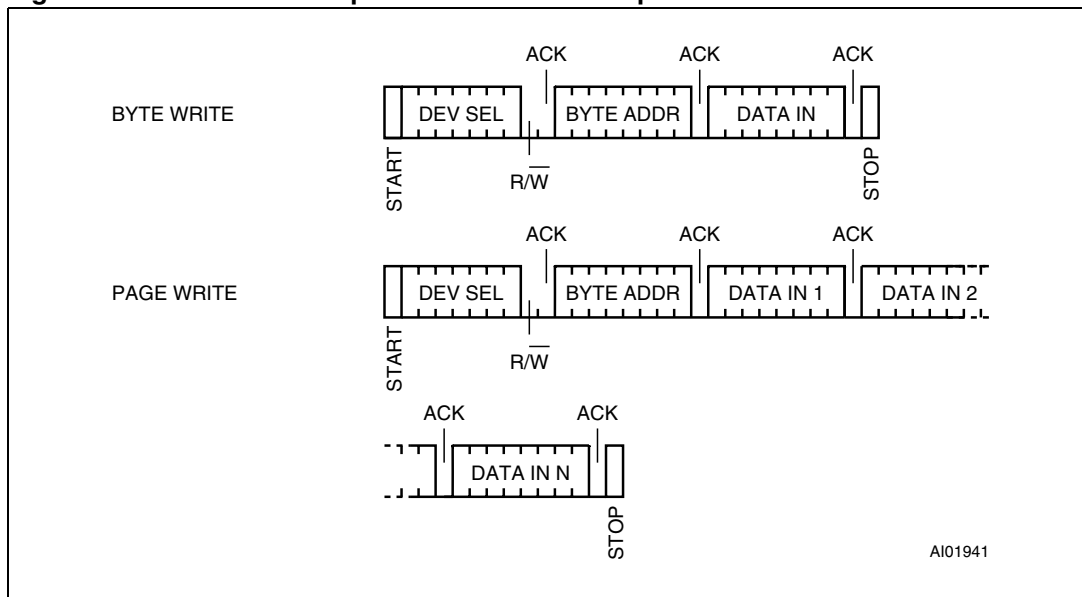 ACK ACK ACK
BYTE WRITE DEV SEL BYTE ADDR DATA IN
START R/W̅ STOP
ACK ACK ACK
PAGE WRITE DEV SEL BYTE ADDR DATA IN 1 DATA IN 2
START R/W̅
ACK ACK
DATA IN N
STOP
AI01941